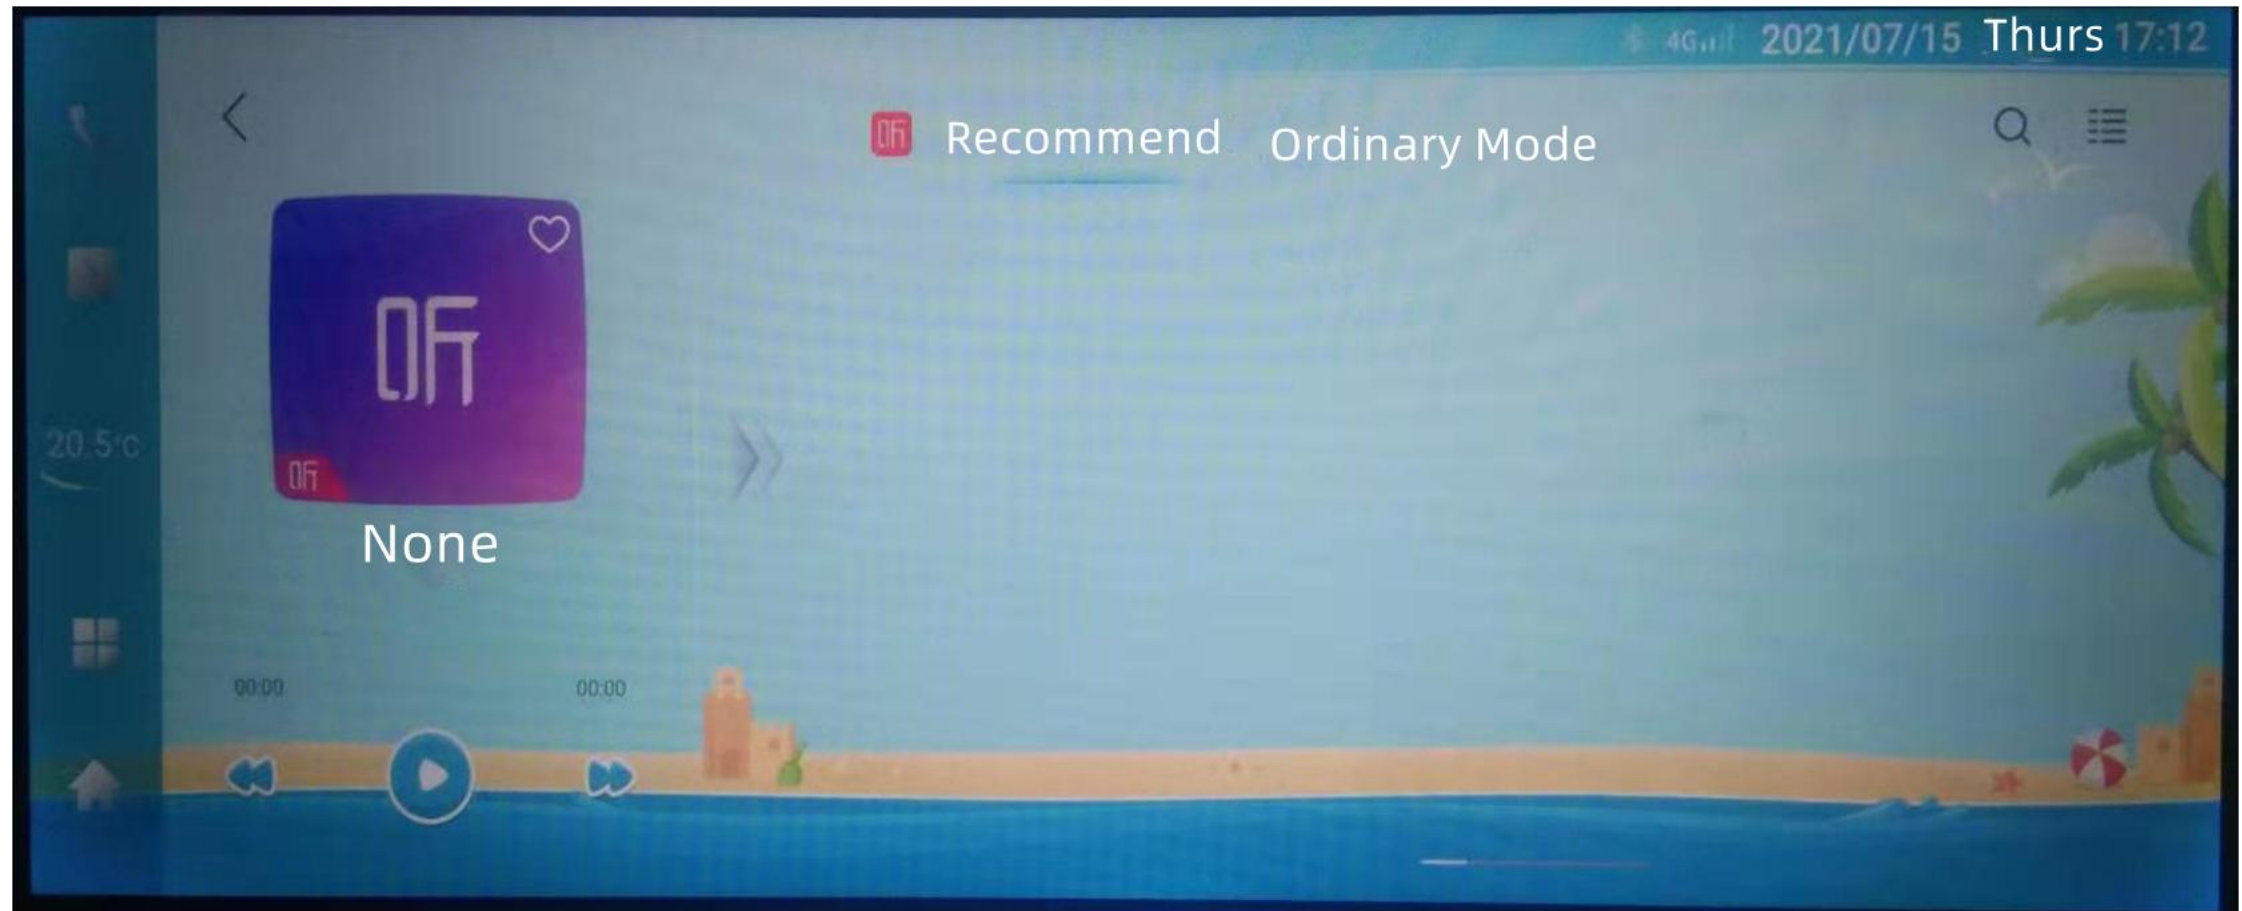 4G 2021/07/15 Thurs 17:12
听 Recommend Ordinary Mode
听
听
None
20.5°C
00:00 00:00